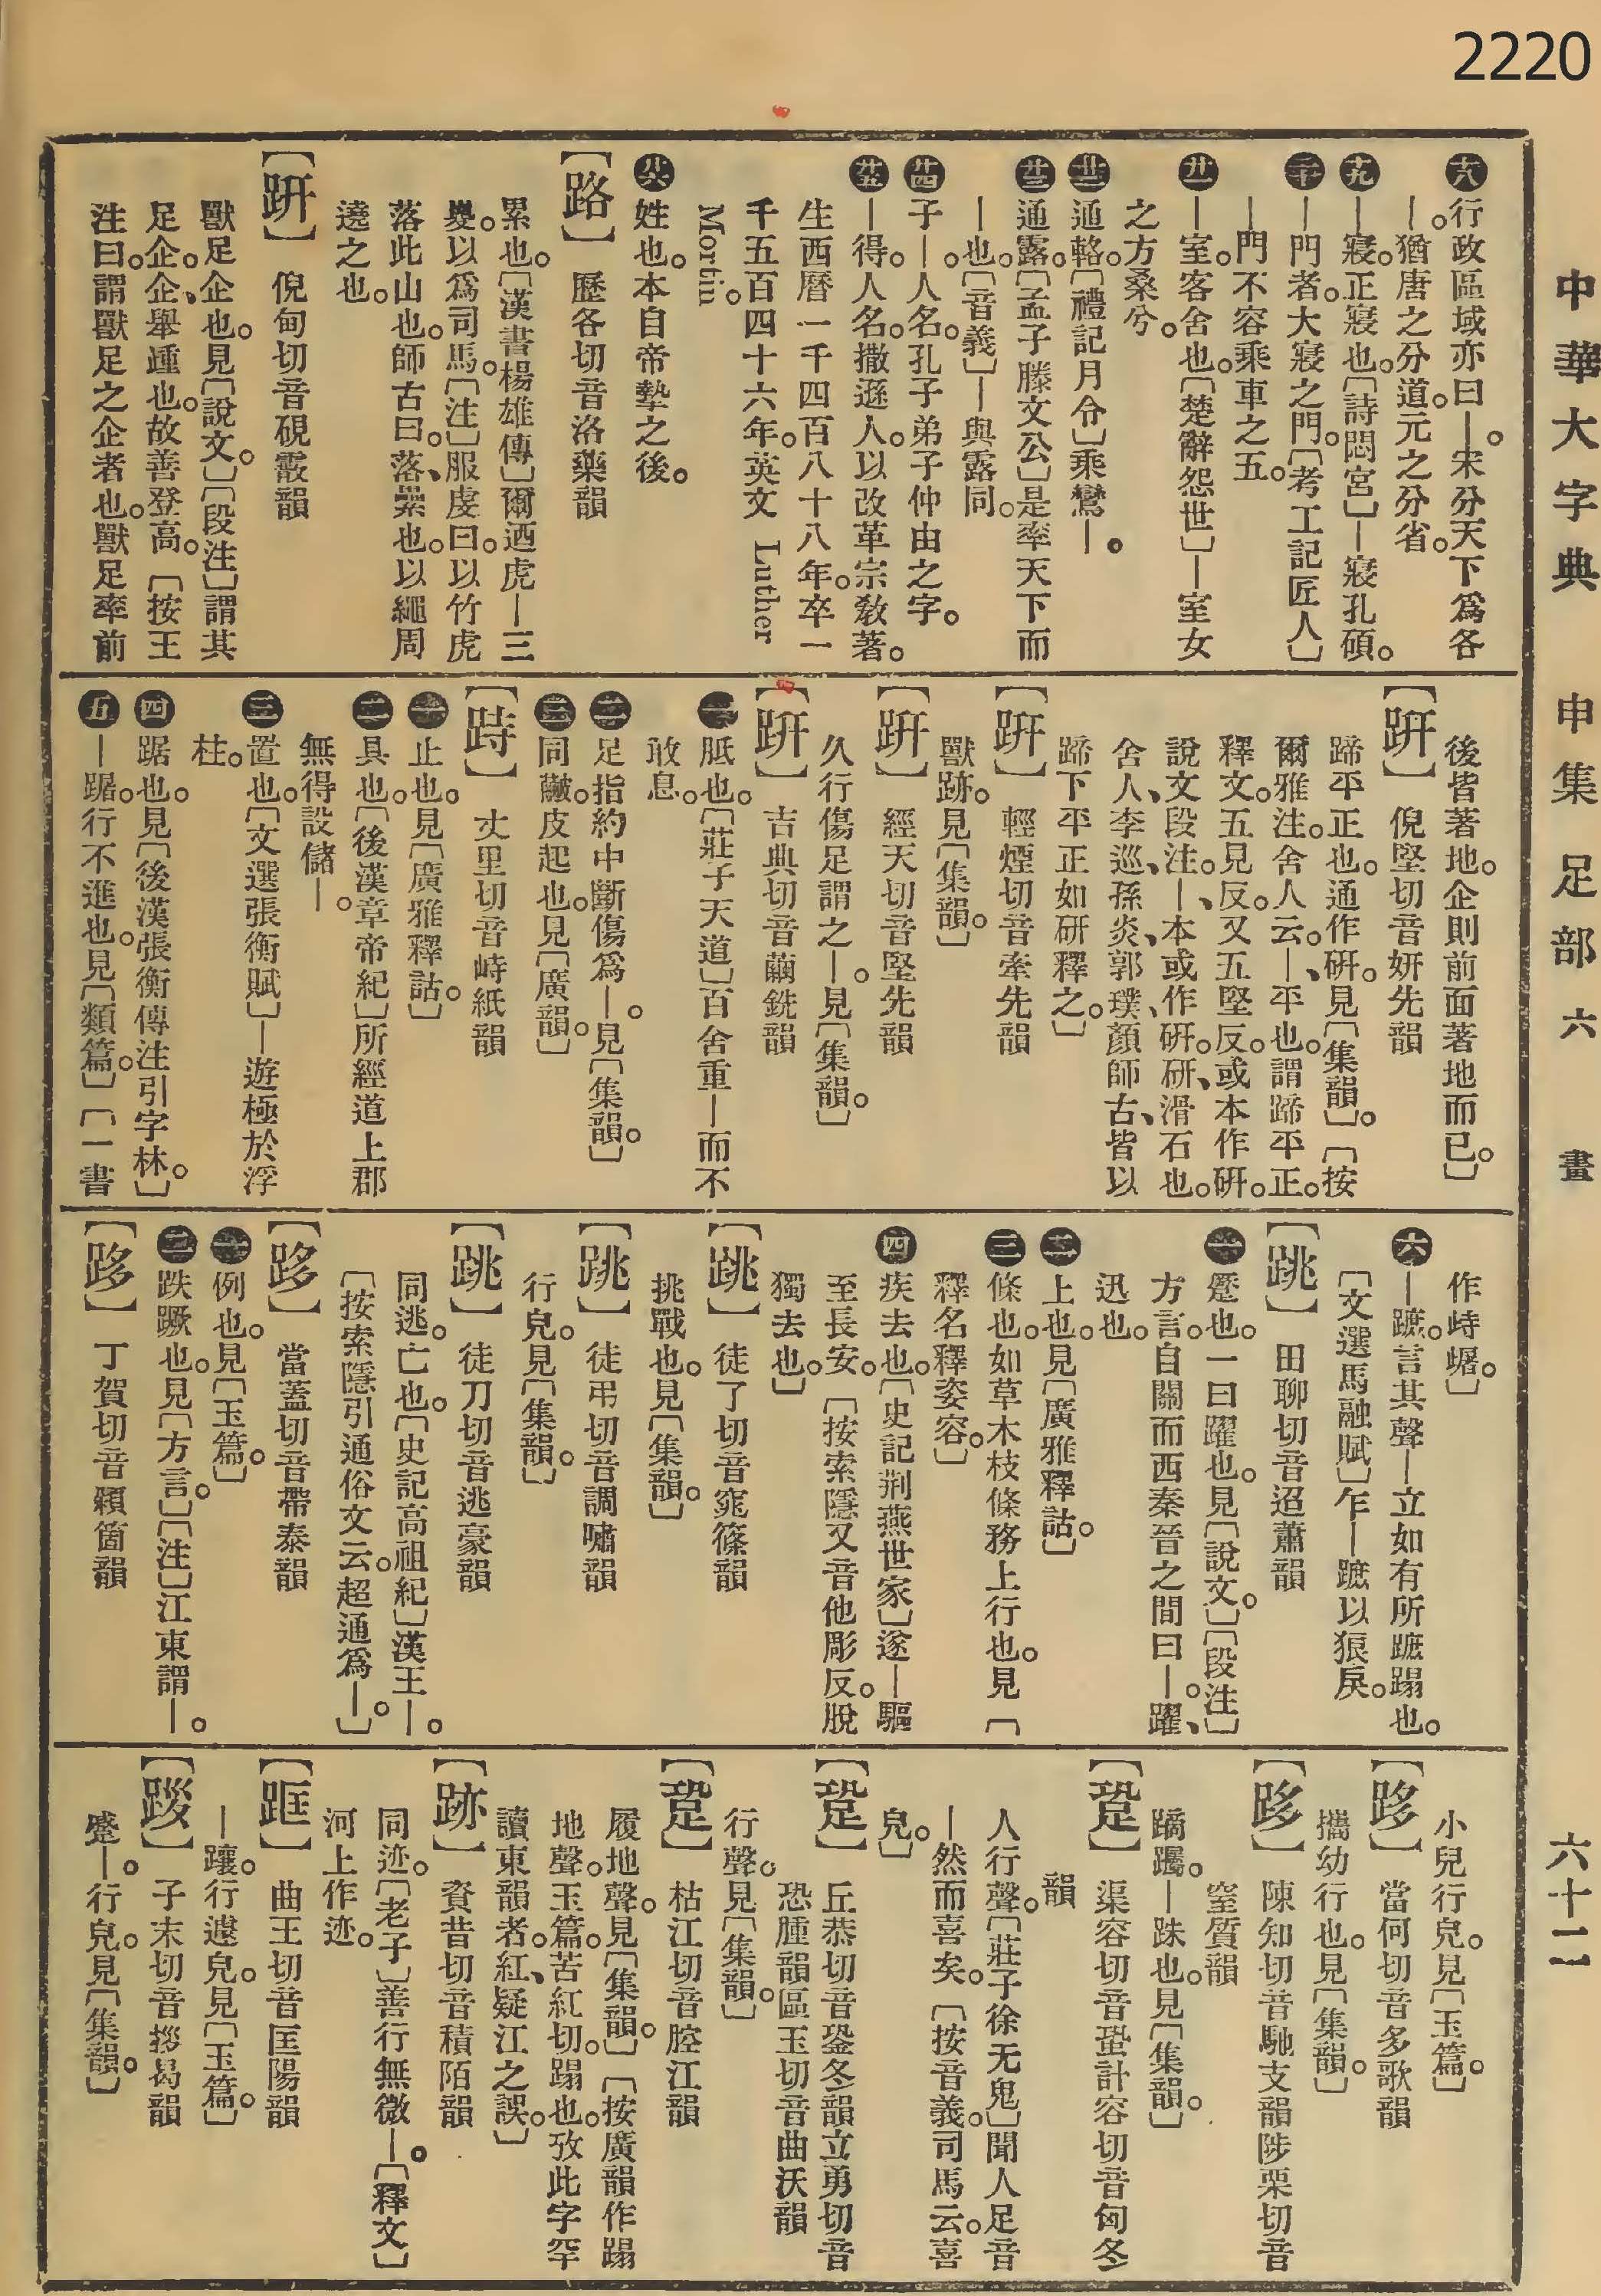 2220
中華大字典 申集 足部 六畫 六十二
⓲行政區域亦曰—宋分天下爲各
—猶唐之分道元之分省
⓳—寢正寢也[詩閟宮]—寢孔碩
⓴—門者大寢之門[考工記匠人]
—門不容乘車之五
廿一—室客舍也[楚辭怨世]—室女
之方桑兮
廿二通輅[禮記月令]乘鸞—
廿三通露[孟子滕文公]是率天下而
—也[音義]—與露同
廿四子—人名孔子弟子仲由之字
廿五—得人名撒遜人以改革宗敎著
生西曆一千四百八十八年卒一
千五百四十六年英文 Luther
Mortin
廿六姓也本自帝摯之後
【路】 歷各切音洛藥韻
累也[漢書楊雄傳]爾迺虎—三
嵏以爲司馬[注]服虔曰以竹虎
落此山也師古曰落纍也以繩周
遶之也
【趼】 倪甸切音硯霰韻
獸足企也見[說文][段注]謂其
足企企舉踵也故善登高[按王
注曰謂獸足之企者也獸足率前
後皆著地企則前面著地而已]
【趼】 倪堅切音妍先韻
蹄平正也通作研見[集韻][按
爾雅注舍人云—平也謂蹄平正
釋文五見反又五堅反或本作研
說文段注—本或作研研滑石也
舍人李巡孫炎郭璞顏師古皆以
蹄下平正如研釋之]
【趼】 輕煙切音牽先韻
獸跡見[集韻]
【趼】 經天切音堅先韻
久行傷足謂之—見[集韻]
【趼】 吉典切音繭銑韻
㊀胝也[莊子天道]百舍重—而不
敢息
㊁足指約中斷傷爲—見[集韻]
㊂同皶皮起也見[廣韻]
【跱】 丈里切音峙紙韻
㊀止也見[廣雅釋詁]
㊁具也[後漢章帝紀]所經道上郡
無得設儲—
㊂置也[文選張衡賦]—遊極於浮
柱
㊃踞也見[後漢張衡傳注引字林]
㊄—䠧行不進也見[類篇][一書
作峙𡾊]
㊅—蹠言其聲—立如有所蹠蹋也
[文選馬融賦]乍—蹠以狼戾
【跳】 田聊切音迢蕭韻
㊀蹷也一曰躍也見[說文][段注]
方言自關而西秦晉之間曰—躍
迅也
㊁上也見[廣雅釋詁]
㊂條也如草木枝條務上行也見[
釋名釋姿容]
㊃疾去也[史記荆燕世家]遂—驅
至長安[按索隱又音他彫反脫
獨去也]
【跳】 徒了切音窕篠韻
挑戰也見[集韻]
【跳】 徒弔切音調嘯韻
行皃見[集韻]
【跳】 徒刀切音逃豪韻
同逃亡也[史記高祖紀]漢王—
[按索隱引通俗文云超通爲—]
【跢】 當蓋切音帶泰韻
㊀例也見[玉篇]
㊁跌蹶也見[方言][注]江東謂—
【跢】 丁賀切音䫂箇韻
小兒行皃見[玉篇]
【跢】 當何切音多歌韻
攜幼行也見[集韻]
【跢】 陳知切音馳支韻陟栗切音
窒質韻
蹢躅—跦也見[集韻]
【跫】 渠容切音蛩計容切音匈冬
韻
人行聲[莊子徐无鬼]聞人足音
—然而喜矣[按音義司馬云喜
皃]
【跫】 丘恭切音銎冬韻立勇切音
恐腫韻區玉切音曲沃韻
行聲見[集韻]
【跫】 枯江切音腔江韻
履地聲見[集韻][按廣韻作蹋
地聲玉篇苦紅切蹋也攷此字罕
讀東韻者紅疑江之誤]
【跡】 資昔切音積陌韻
同迹[老子]善行無微—[釋文]
河上作迹
【跬】 曲王切音匡陽韻
—躟行遽皃見[玉篇]
【跧】 子末切音拶曷韻
蹙—行皃見[集韻]